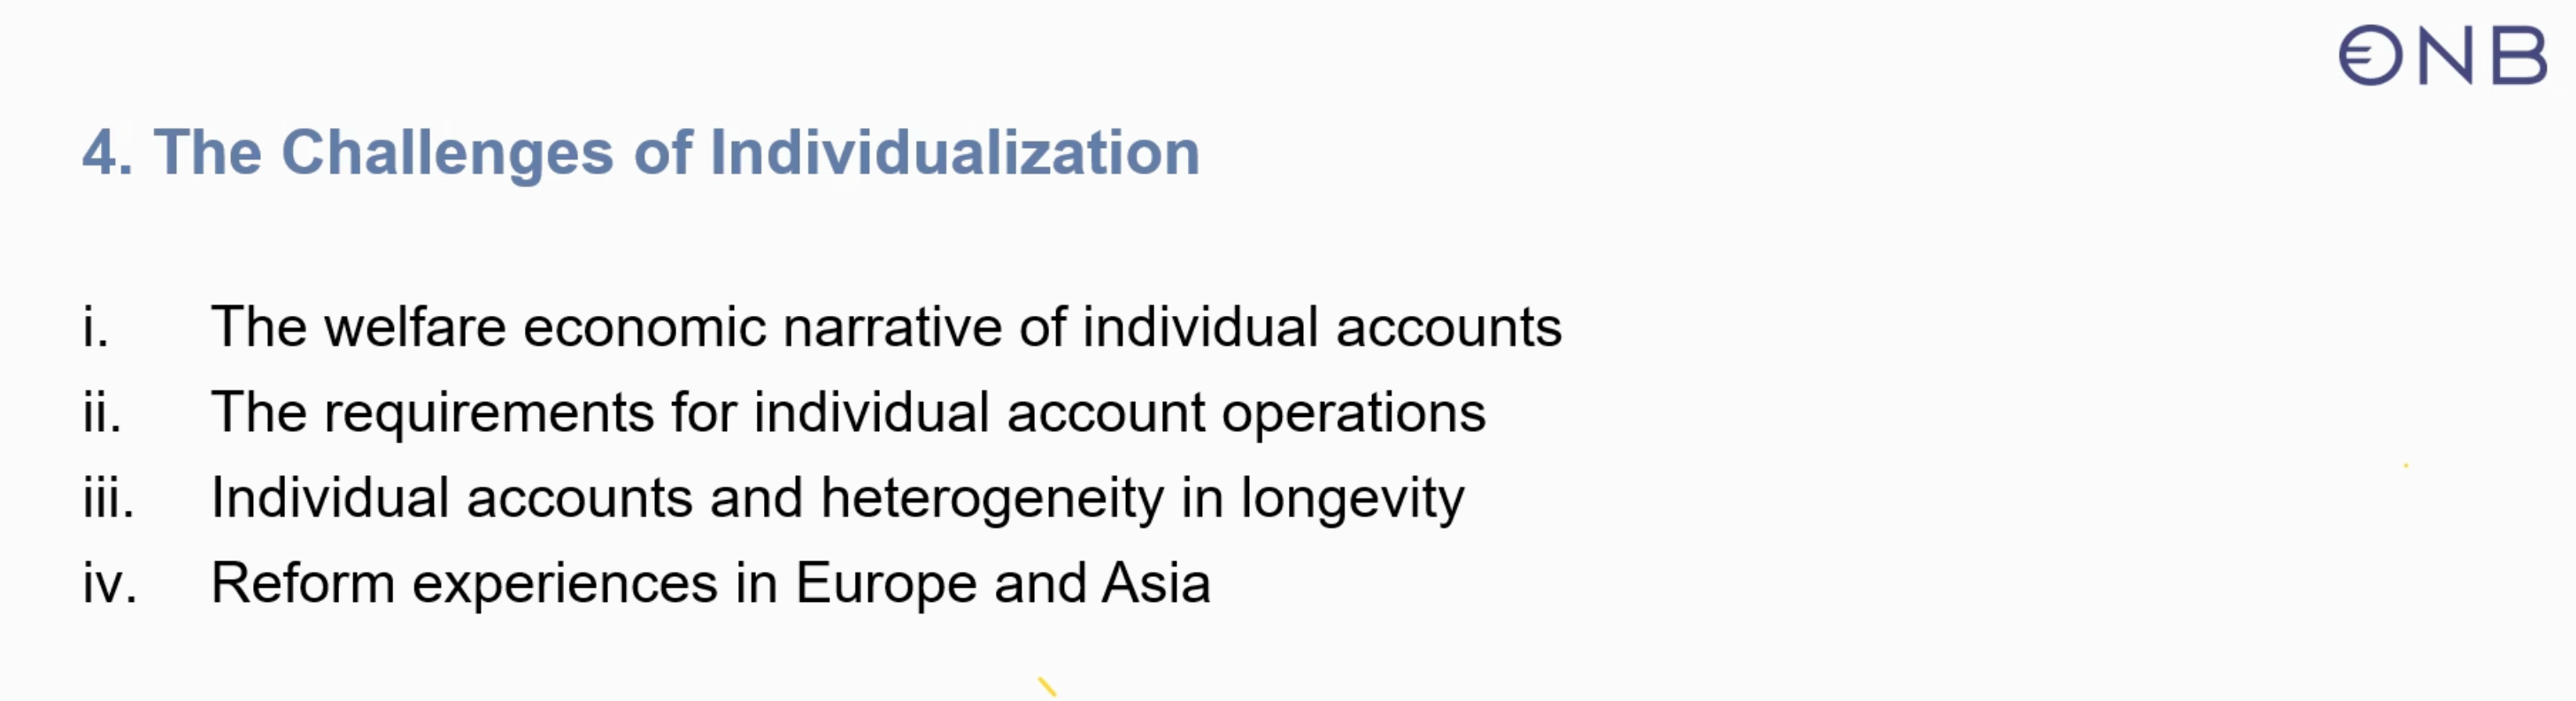 ONB
4. The Challenges of Individualization
i. The welfare economic narrative of individual accounts
ii. The requirements for individual account operations
iii. Individual accounts and heterogeneity in longevity
iv. Reform experiences in Europe and Asia